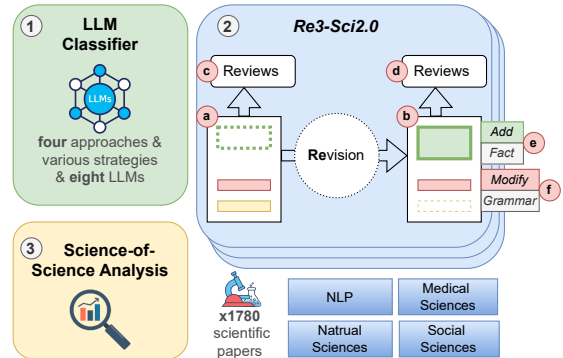 1
LLM
Classifier
LLMs
four approaches &
various strategies
& eight LLMs
2
Re3-Sci2.0
c
Reviews
d
Reviews
a
b
Revision
Add
Fact
e
Modify
Grammar
f
3
Science-of-
Science Analysis
x1780
scientific
papers
NLP
Medical
Sciences
Natrual
Sciences
Social
Sciences